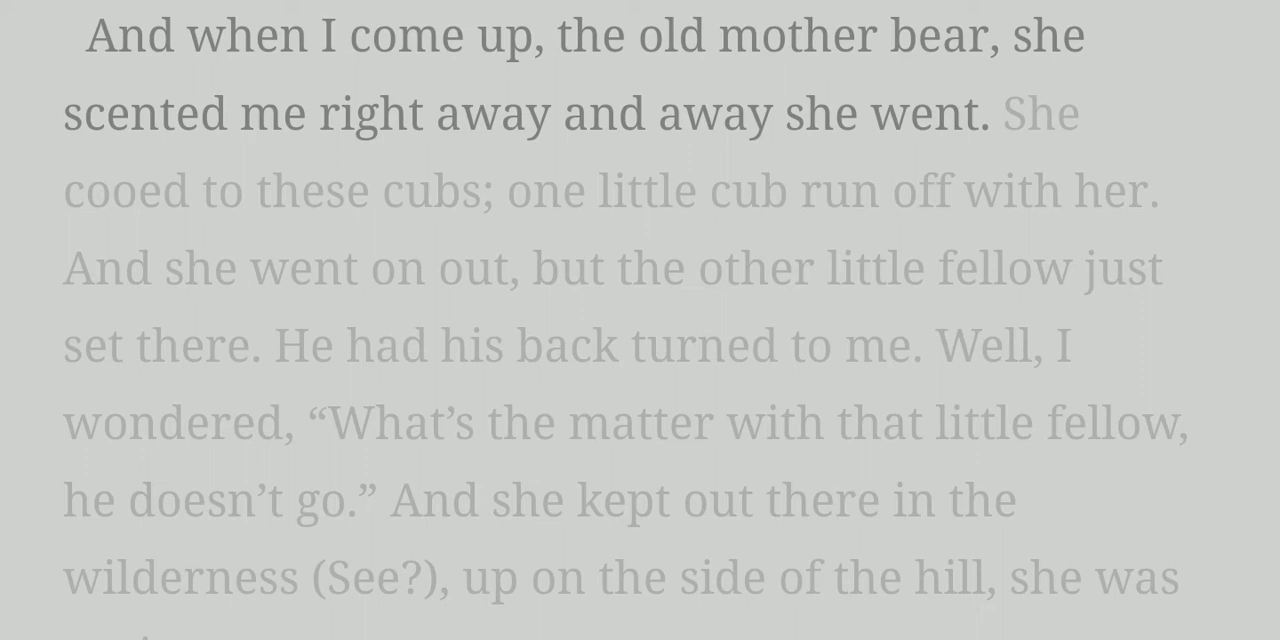 And when I come up, the old mother bear, she
scented me right away and away she went. She
cooed to these cubs; one little cub run off with her.
And she went on out, but the other little fellow just
set there. He had his back turned to me. Well, I
wondered, “What’s the matter with that little fellow,
he doesn’t go.” And she kept out there in the
wilderness (See?), up on the side of the hill, she was